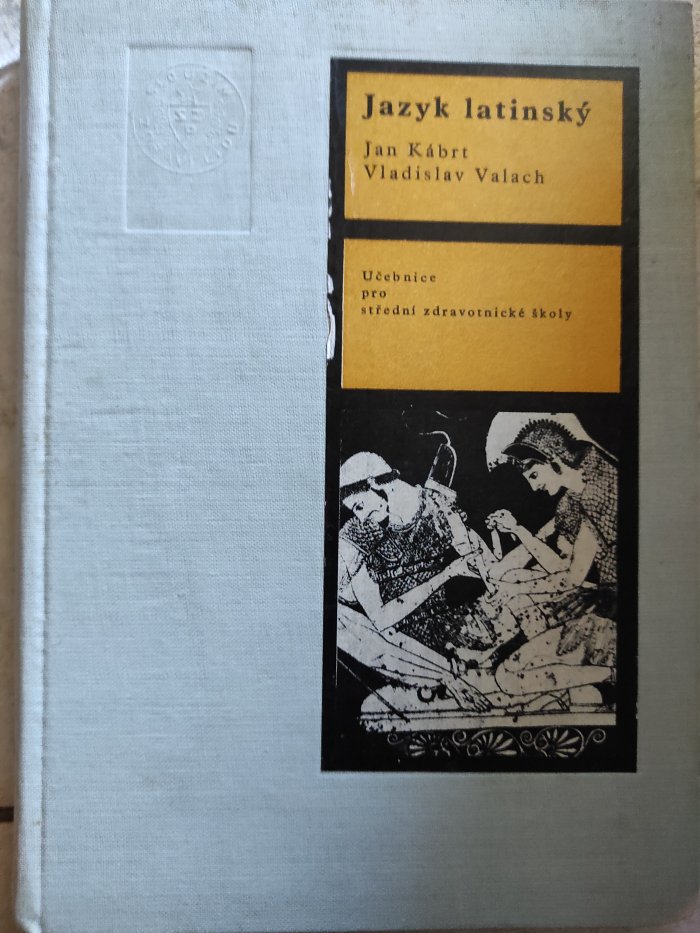 Jazyk latinský
Jan Kábrt
Vladislav Valach
Učebnice
pro
střední zdravotnické školy